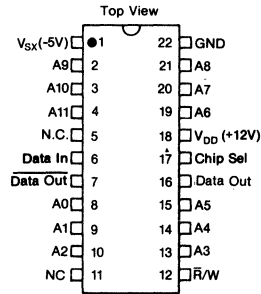 Top View
V_SX(-5V) 1 22 GND
A9 2 21 A8
A10 3 20 A7
A11 4 19 A6
N.C. 5 18 V_DD (+12V)
Data In 6 17 Chip Sel
D̅a̅t̅a̅ ̅O̅u̅t̅ 7 16 Data Out
A0 8 15 A5
A1 9 14 A4
A2 10 13 A3
NC 11 12 R̅/W